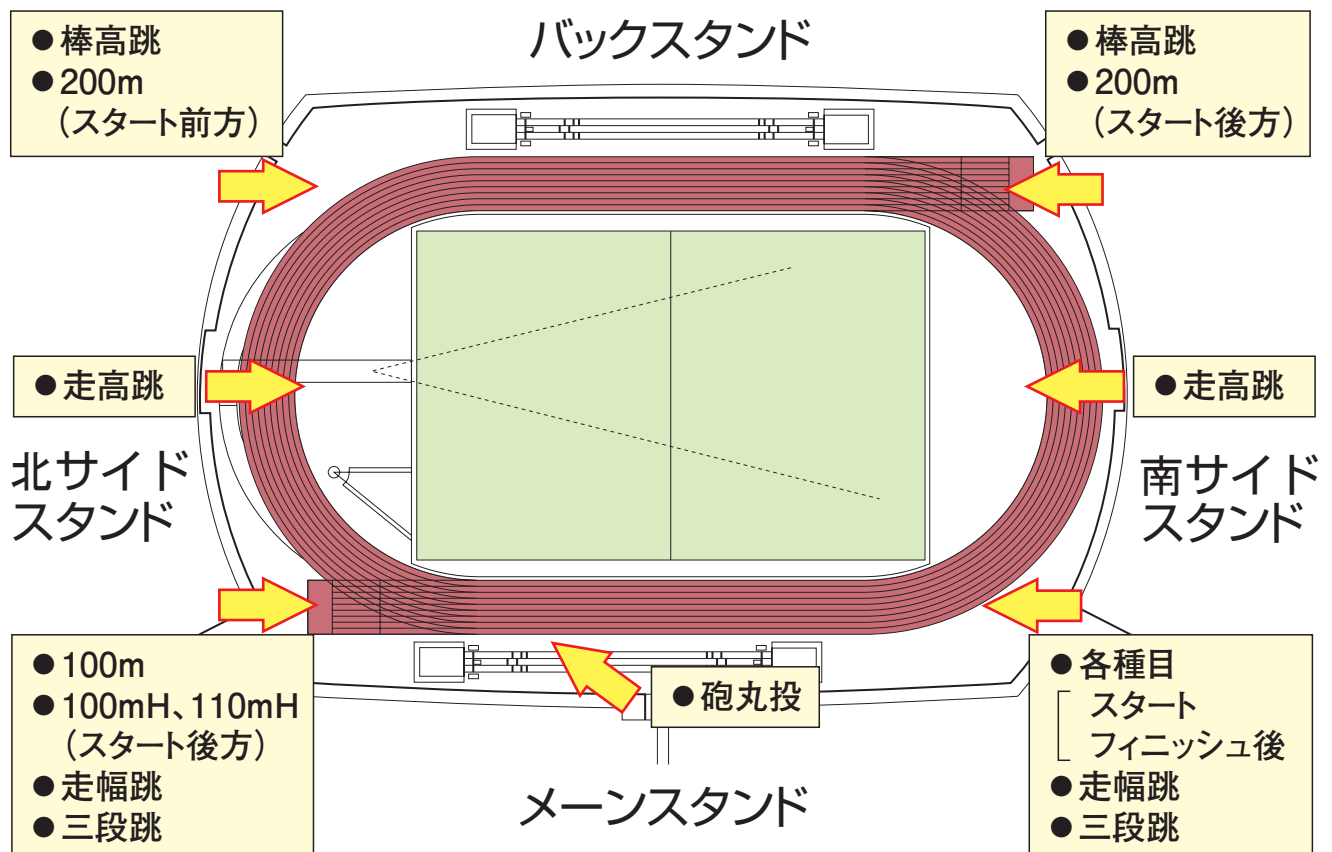 バックスタンド
●棒高跳
●200m
(スタート前方)
●棒高跳
●200m
(スタート後方)
●走高跳
●走高跳
北サイド
スタンド
南サイド
スタンド
●100m
●100mH、110mH
(スタート後方)
●走幅跳
●三段跳
●砲丸投
●各種目
スタート
フィニッシュ後
●走幅跳
●三段跳
メーンスタンド